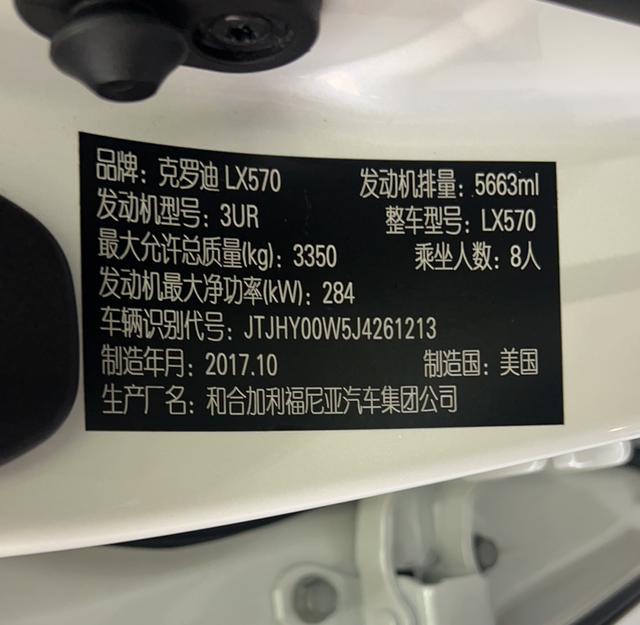 品牌：克罗迪 LX570 发动机排量：5663ml
发动机型号：3UR 整车型号：LX570
最大允许总质量(kg)：3350 乘坐人数：8人
发动机最大净功率(kW)：284
车辆识别代号：JTJHY00W5J4261213
制造年月：2017.10 制造国：美国
生产厂名：和合加利福尼亚汽车集团公司